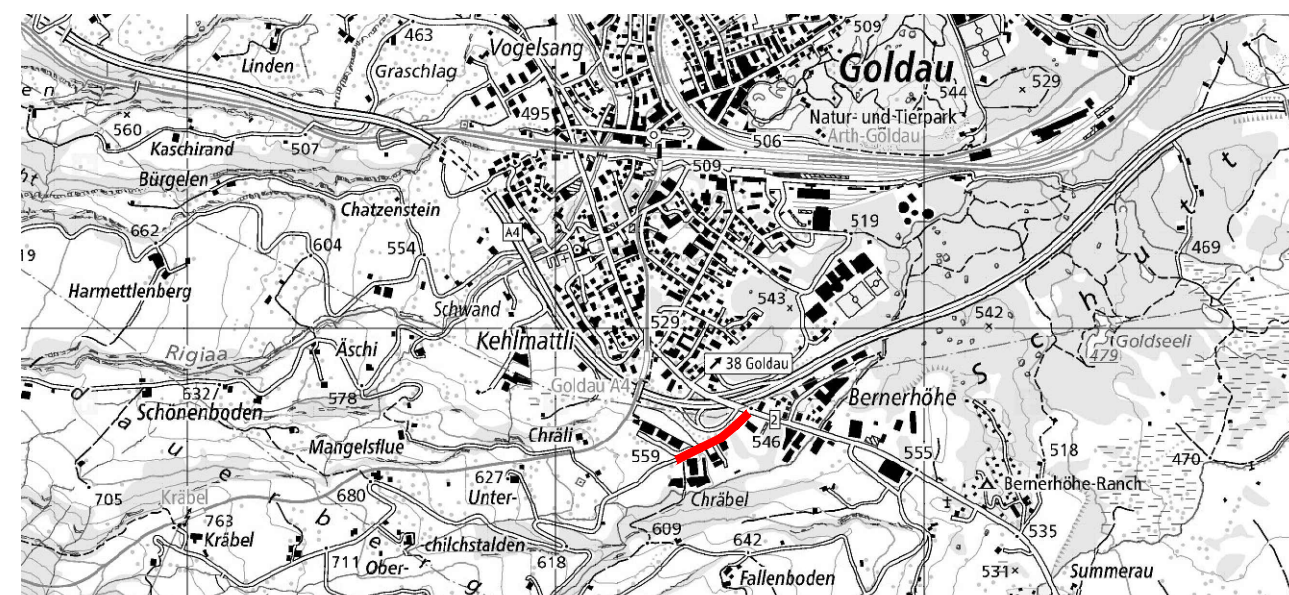 463
509
Vogelsang
Linden
Graschlag
Goldau
529
e n
544
560
495
Natur- und Tierpark
Arth-Goldau
Kaschirand
507
506
Bürgelen
509
Chatzenstein
519
662
A4
604
554
469
19
Harmettlenberg
Schwand
543
542
Rigiaa
Äschi
Kehlmattli
529
Goldseeli
479
38 Goldau
Goldau A4
632
578
Schönenboden
Bernerhöhe
2
Mangelsflue
Chräli
559
546
555
518
470
705
Kräbel
680
627
Unter-
Chräbel
Bernerhöhe-Ranch
763
Kräbel
609
535
chilchstalden
642
711
Ober-
618
531
Fallenboden
Summerau
d a u e r b e r g
S c h u t t